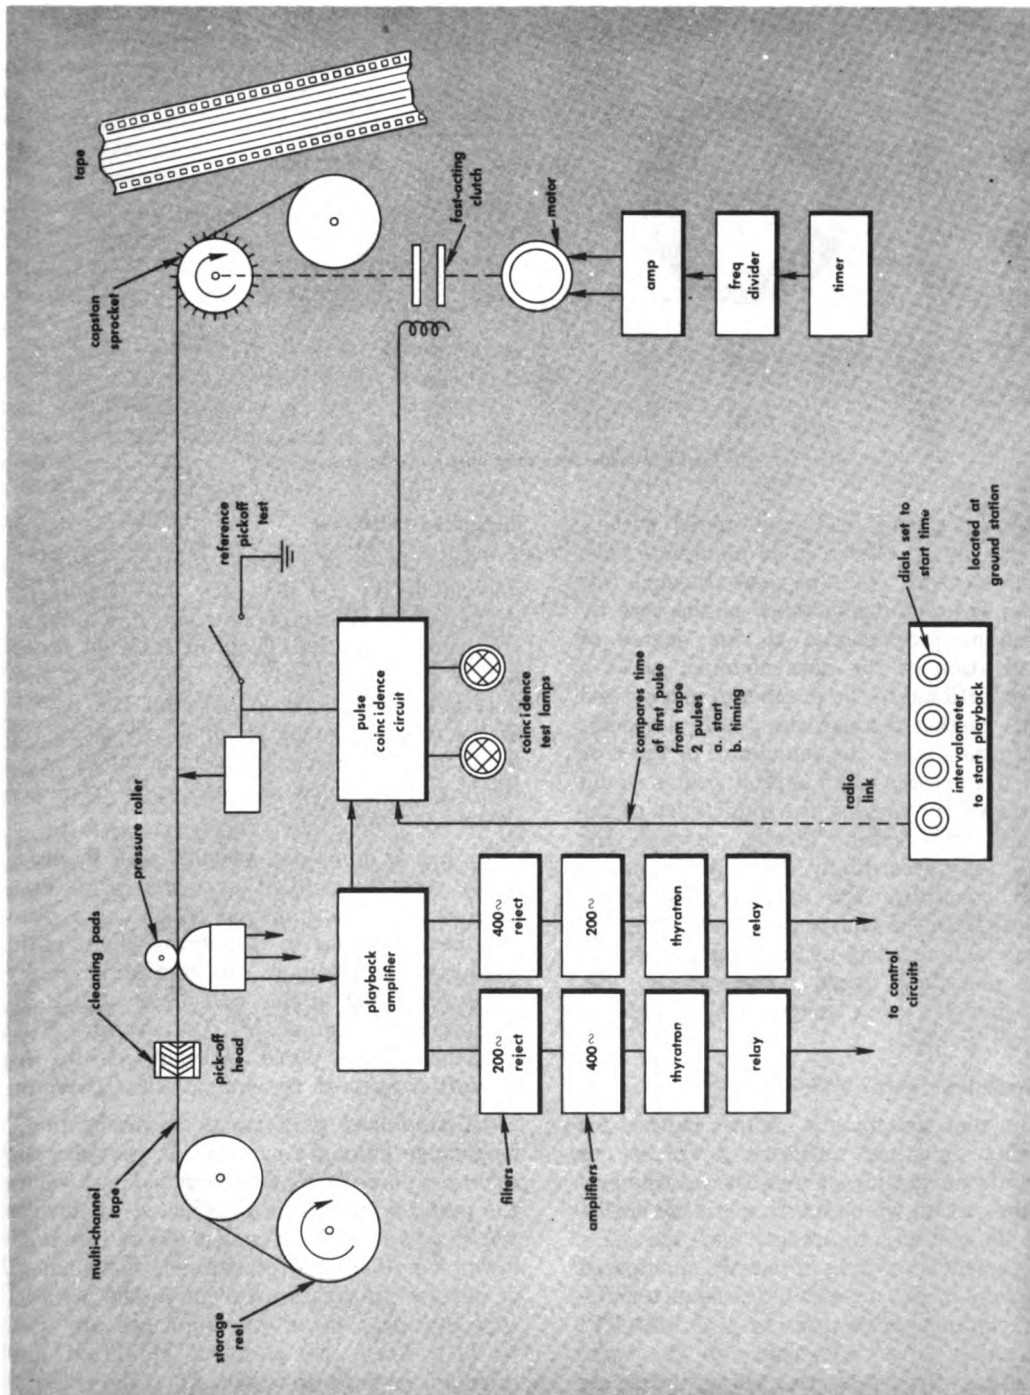 storage
reel
multi-channel
tape
cleaning pads
pick-off
head
pressure roller
reference
pickoff
test
capstan
sprocket
tape
fast-acting
clutch
motor
amp
freq
divider
timer
playback
amplifier
pulse
coincidence
circuit
coincidence
test lamps
compares time
of first pulse
from tape
2 pulses
a. start
b. timing
filters
200~
reject
400~
reject
amplifiers
400~
200~
thyratron
thyratron
relay
relay
to control
circuits
radio
link
intervalometer
to start playback
dials set to
start time
located at
ground station